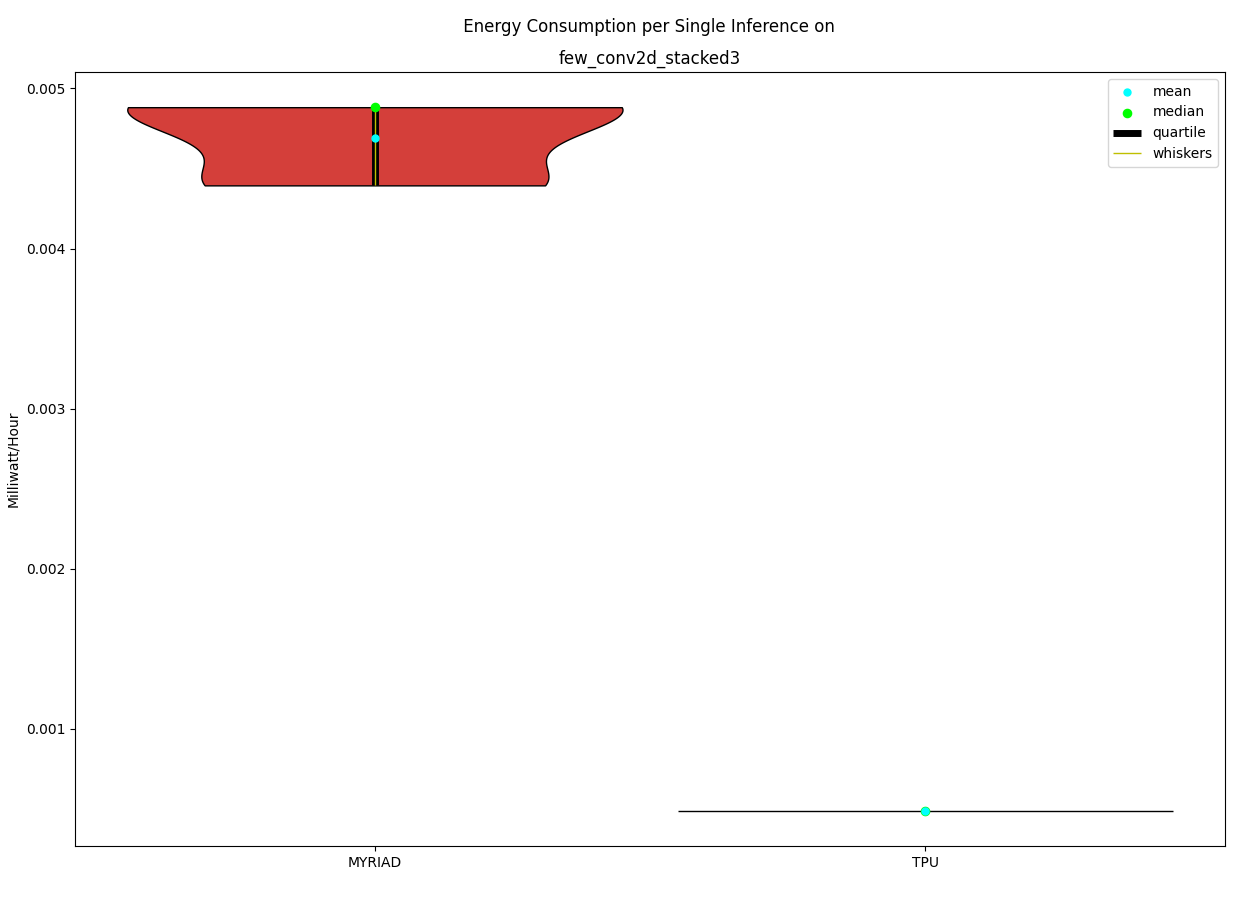 Energy Consumption per Single Inference on
few_conv2d_stacked3
0.005
mean
median
quartile
whiskers
0.004
0.003
Milliwatt/Hour
0.002
0.001
MYRIAD
TPU